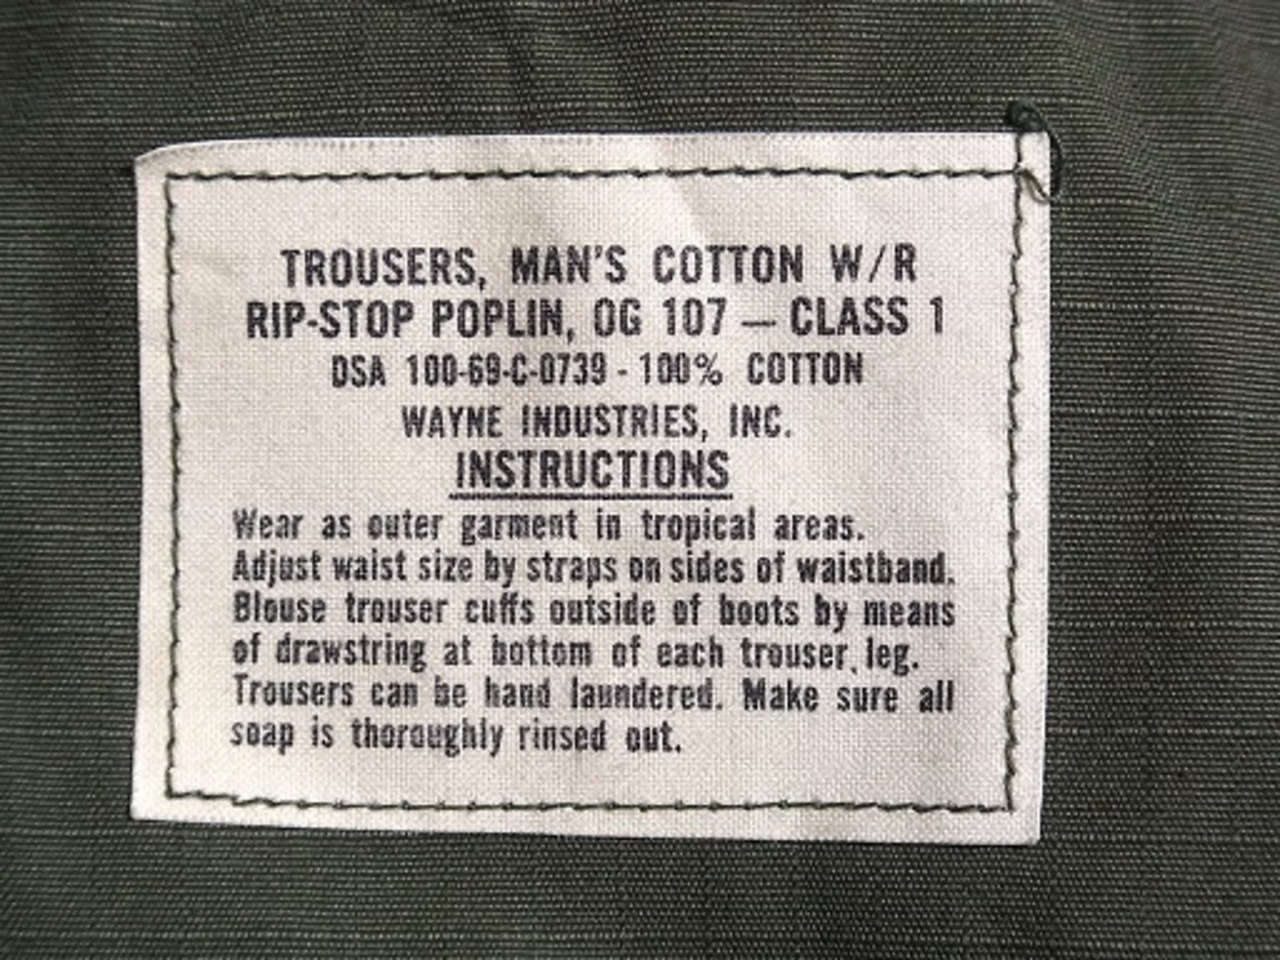 TROUSERS, MAN'S COTTON W/R
RIP-STOP POPLIN, OG 107 — CLASS 1
DSA 100-69-C-0739 - 100% COTTON
WAYNE INDUSTRIES, INC.
INSTRUCTIONS
Wear as outer garment in tropical areas.
Adjust waist size by straps on sides of waistband.
Blouse trouser cuffs outside of boots by means
of drawstring at bottom of each trouser leg.
Trousers can be hand laundered. Make sure all
soap is thoroughly rinsed out.